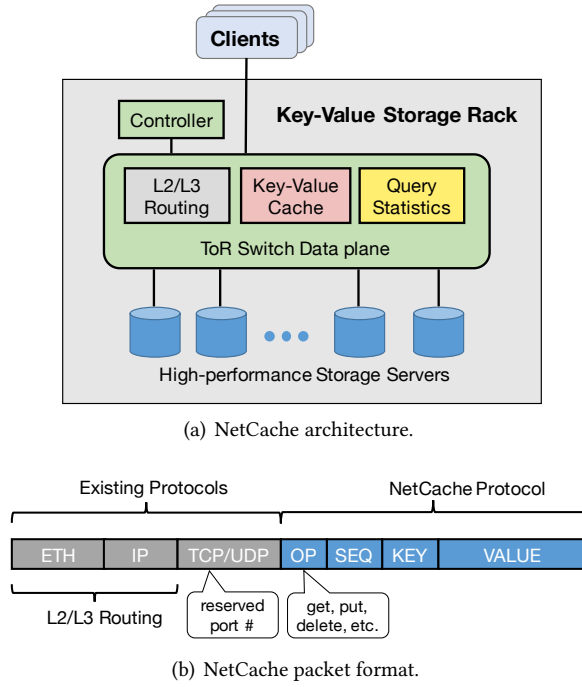 Clients
Key-Value Storage Rack
Controller
L2/L3
Routing
Key-Value
Cache
Query
Statistics
ToR Switch Data plane
High-performance Storage Servers
(a) NetCache architecture.
Existing Protocols
NetCache Protocol
ETH IP TCP/UDP OP SEQ KEY VALUE
L2/L3 Routing
reserved
port #
get, put,
delete, etc.
(b) NetCache packet format.